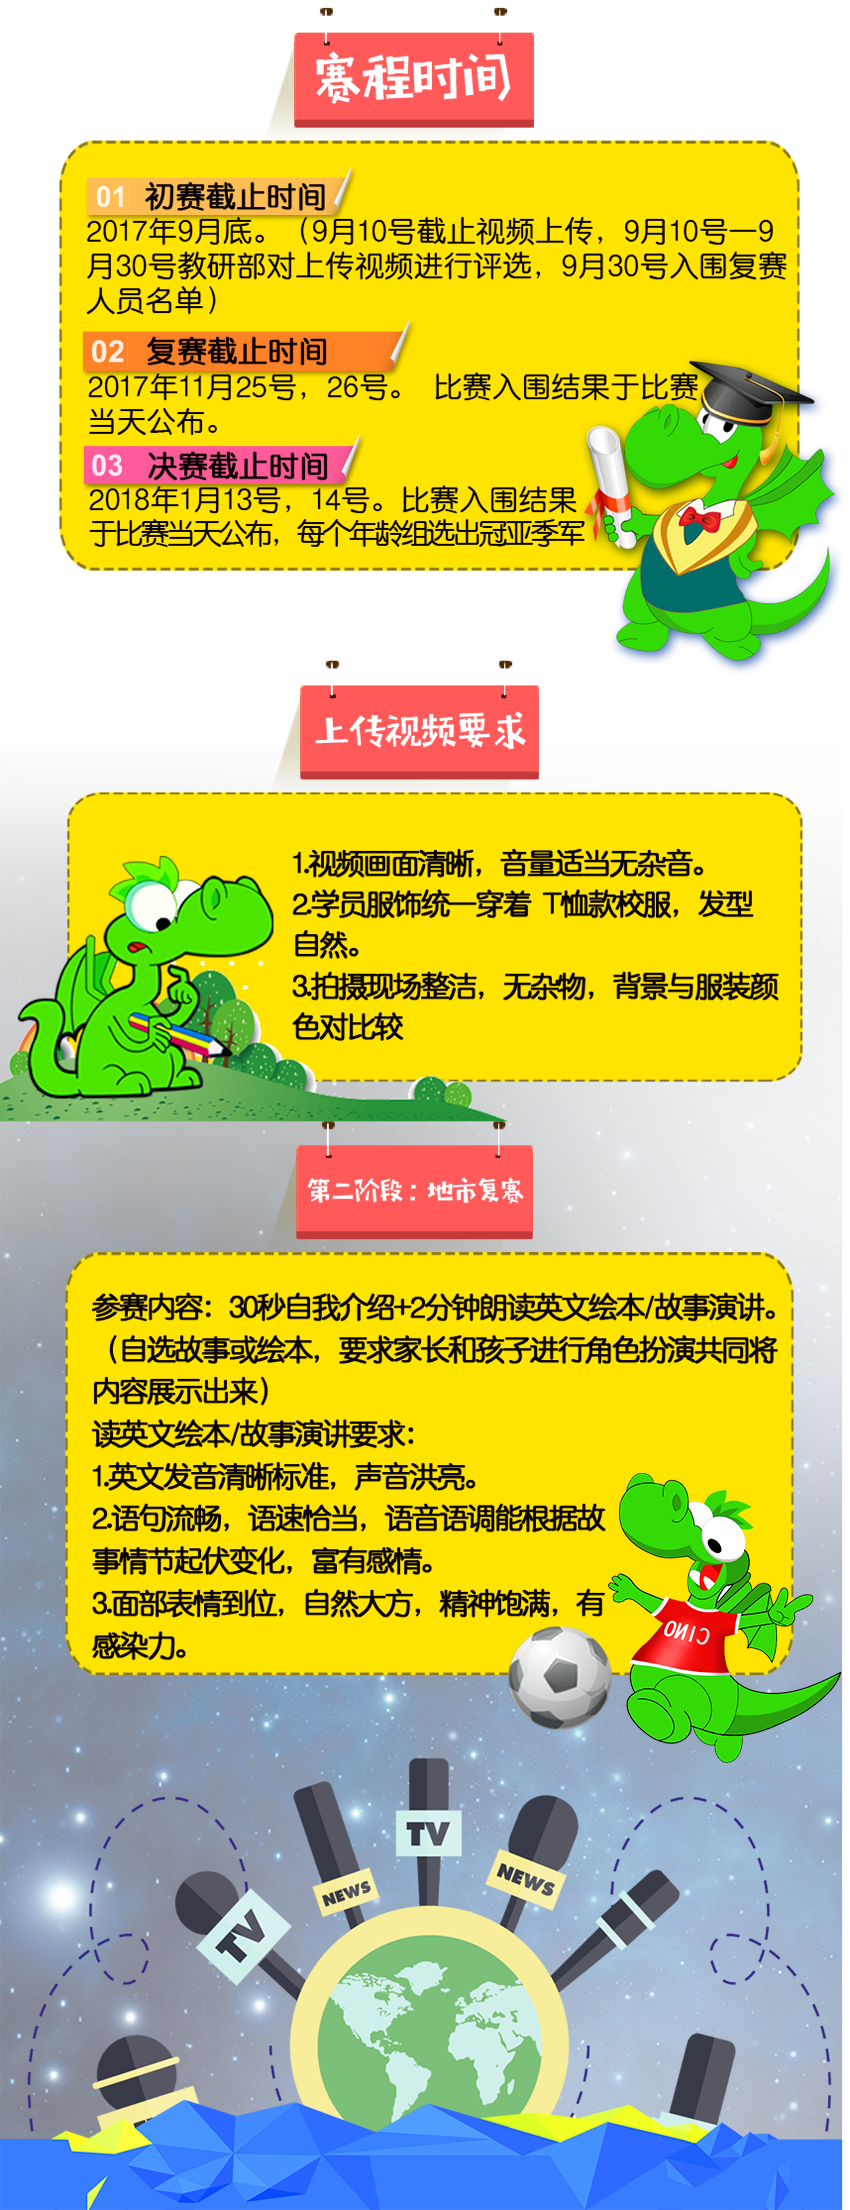 赛程时间
01 初赛截止时间
2017年9月底。（9月10号截止视频上传，9月10号—9
月30号教研部对上传视频进行评选，9月30号入围复赛
人员名单）
02 复赛截止时间
2017年11月25号，26号。 比赛入围结果于比赛
当天公布。
03 决赛截止时间
2018年1月13号，14号。比赛入围结果
于比赛当天公布，每个年龄组选出冠亚季军
上传视频要求
1.视频画面清晰，音量适当无杂音。
2.学员服饰统一穿着 T恤款校服，发型
自然。
3.拍摄现场整洁，无杂物，背景与服装颜
色对比较
第二阶段：地市复赛
参赛内容：30秒自我介绍+2分钟朗读英文绘本/故事演讲。
（自选故事或绘本，要求家长和孩子进行角色扮演共同将
内容展示出来）
读英文绘本/故事演讲要求：
1.英文发音清晰标准，声音洪亮。
2.语句流畅，语速恰当，语音语调能根据故
事情节起伏变化，富有感情。
3.面部表情到位，自然大方，精神饱满，有
感染力。
CINO
TV
NEWS
NEWS
TV